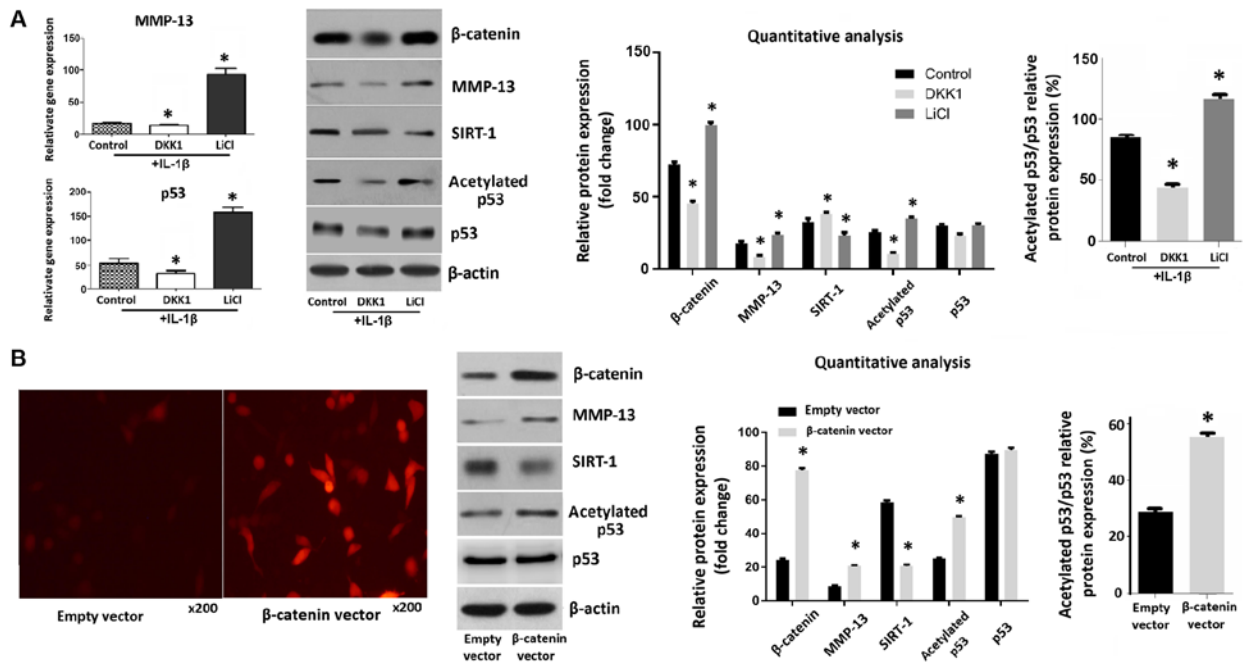 A
MMP-13
Relativate gene expression
150
100
50
0
*
*
Control DKK1 LiCl
+IL-1β
p53
Relativate gene expression
200
150
100
50
0
*
*
Control DKK1 LiCl
+IL-1β
β-catenin
MMP-13
SIRT-1
Acetylated
p53
p53
β-actin
Control DKK1 LiCl
+IL-1β
Quantitative analysis
Relative protein expression
(fold change)
150
100
50
0
Control
DKK1
LiCl
* *
* *
* *
* *
β-catenin
MMP-13
SIRT-1
Acetylated
p53
p53
Acetylated p53/p53 relative
protein expression (%)
150
100
50
0
*
*
Control DKK1 LiCl
+IL-1β
B
Empty vector x200
β-catenin vector x200
β-catenin
MMP-13
SIRT-1
Acetylated
p53
p53
β-actin
Empty
vector
β-catenin
vector
Quantitative analysis
Relative protein expression
(fold change)
100
80
60
40
20
0
Empty vector
β-catenin vector
*
*
*
*
β-catenin
MMP-13
SIRT-1
Acetylated
p53
p53
Acetylated p53/p53 relative
protein expression (%)
60
40
20
0
*
Empty
vector
β-catenin
vector